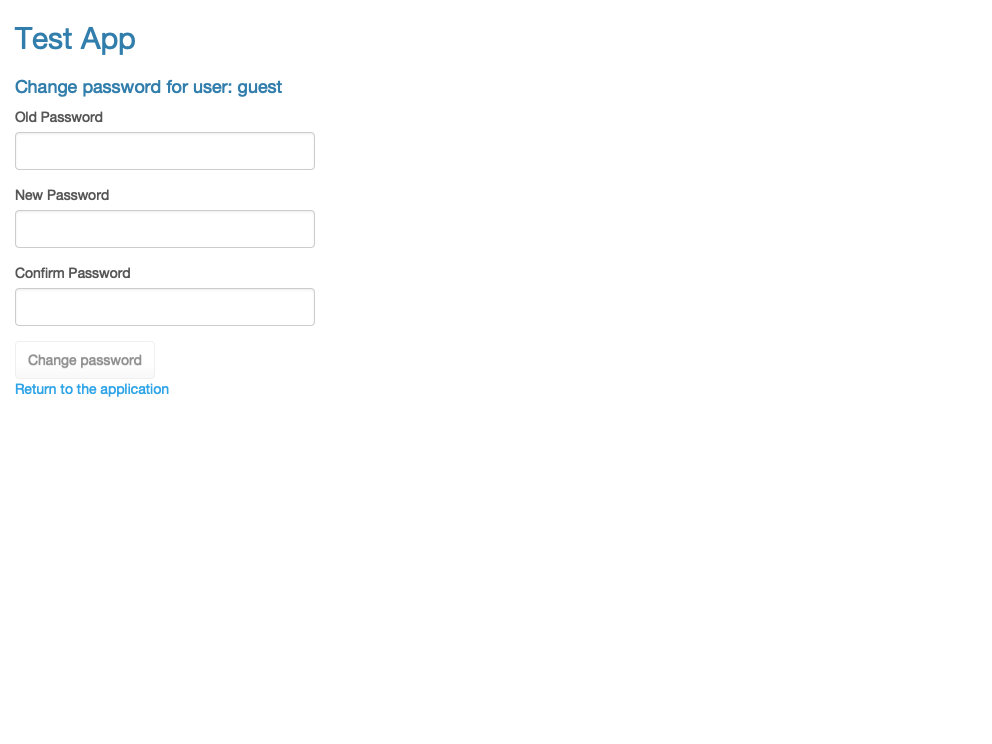 Test App
Change password for user: guest
Old Password
New Password
Confirm Password
Change password
Return to the application